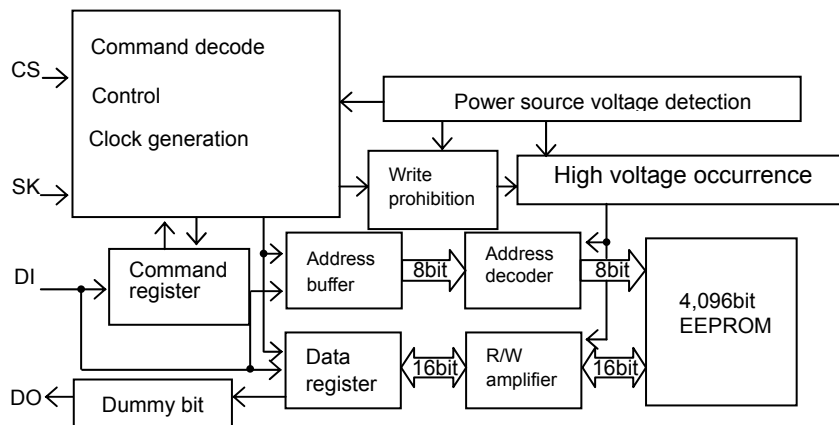 Command decode
Control
Clock generation
CS
SK
Power source voltage detection
Write
prohibition
High voltage occurrence
DI
Command
register
Address
buffer
8bit
Address
decoder
8bit
4,096bit
EEPROM
Data
register
16bit
R/W
amplifier
16bit
DO
Dummy bit